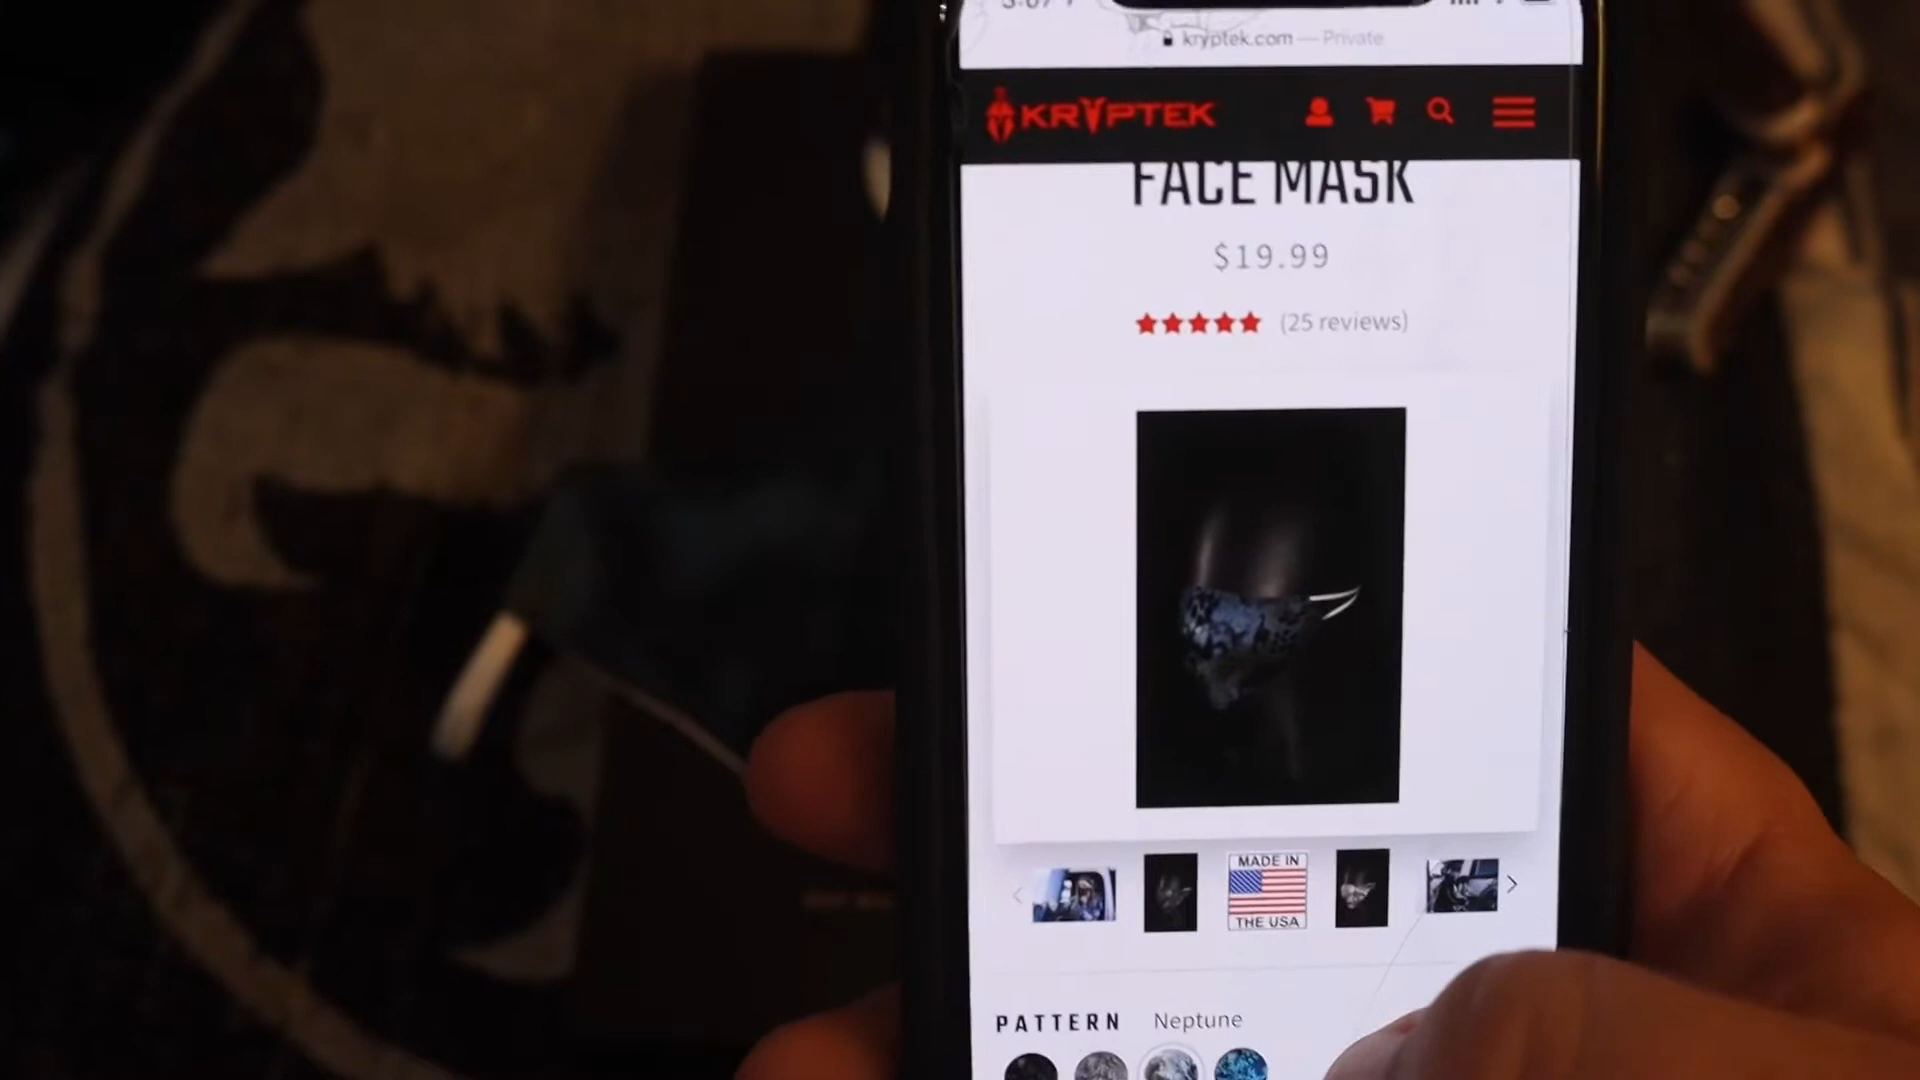 kryptek.com — Private
KRYPTEK
FACE MASK
$19.99
(25 reviews)
MADE IN
THE USA
PATTERN Neptune